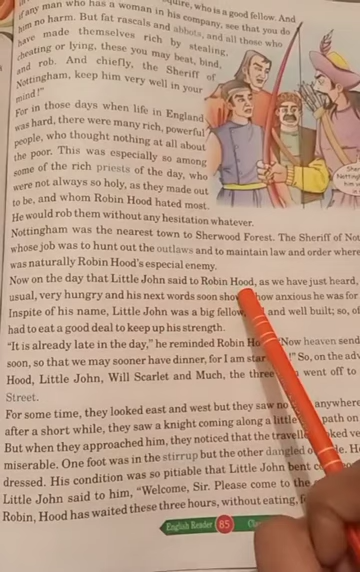 quire, who is a good fellow. And
if any man who has a woman in his company, see that you do
him no harm. But fat rascals and abbots, and all those who
have made themselves rich by stealing,
cheating or lying, these you may beat, bind,
and rob. And chiefly, the Sheriff of
Nottingham, keep him very well in your
mind!"
For in those days when life in England
was hard, there were many rich, powerful
people, who thought nothing at all about
the poor. This was especially so among
some of the rich priests of the day, who
were not always so holy, as they made out
to be, and whom Robin Hood hated most.
He would rob them without any hesitation whatever.
Nottingham was the nearest town to Sherwood Forest. The Sheriff of Not
whose job was to hunt out the outlaws and to maintain law and order where
was naturally Robin Hood's especial enemy.
Now on the day that Little John said to Robin Hood, as we have just heard,
usual, very hungry and his next words soon how anxious he was for
Inspite of his name, Little John was a big fellow, and well built; so, of
had to eat a good deal to keep up his strength.
"It is already late in the day," he reminded Robin "Now heaven send
soon, so that we may sooner have dinner, for I am !" So, on the adv
Hood, Little John, Will Scarlet and Much, the three went off to
Street.
For some time, they looked east and west but they saw no anywhere
after a short while, they saw a knight coming along a little path on
But when they approached him, they noticed that the ked ve
miserable. One foot was in the stirrup but the other dangled He
dressed. His condition was so pitiable that Little John bent
Little John said to him, "Welcome, Sir. Please come to the
Robin, Hood has waited these three hours, without eating,
English Reader 85